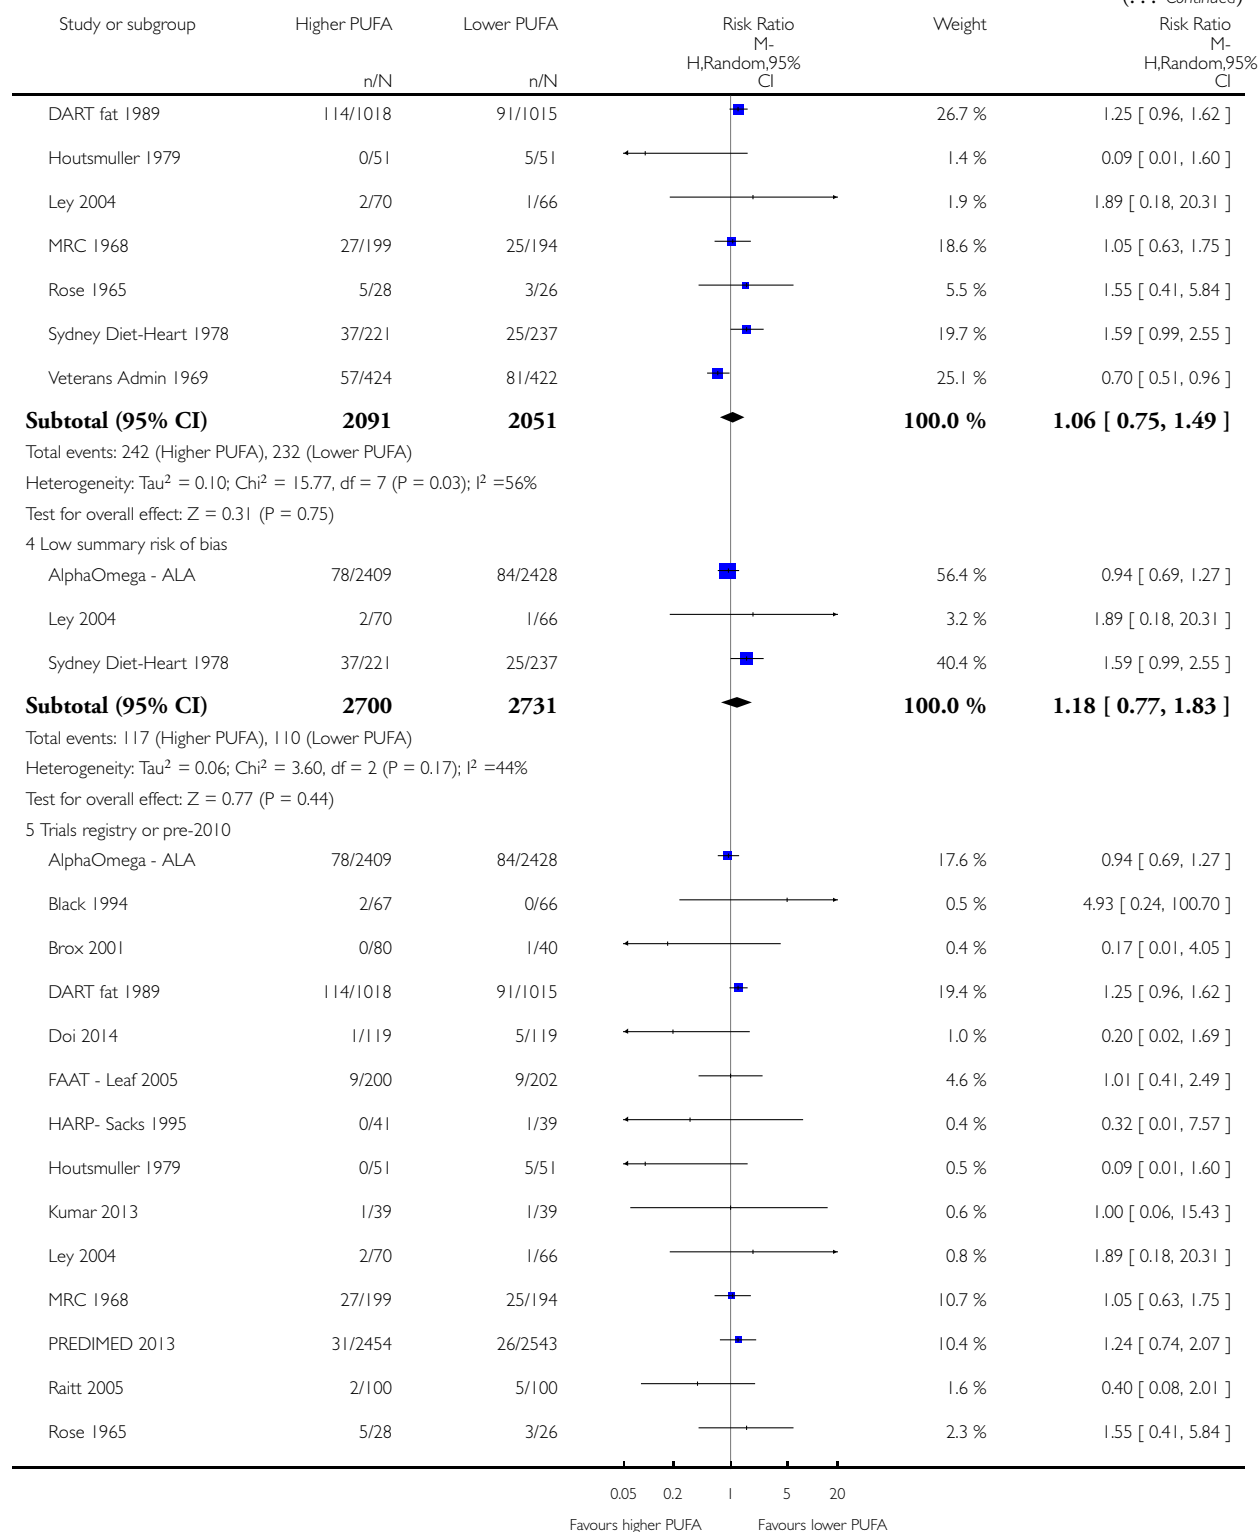 (... Continued)
Study or subgroup Higher PUFA Lower PUFA Risk Ratio Weight Risk Ratio
M- M-
H,Random,95% H,Random,95%
n/N n/N CI CI
DART fat 1989 114/1018 91/1015 26.7 % 1.25 [ 0.96, 1.62 ]
Houtsmuller 1979 0/51 5/51 1.4 % 0.09 [ 0.01, 1.60 ]
Ley 2004 2/70 1/66 1.9 % 1.89 [ 0.18, 20.31 ]
MRC 1968 27/199 25/194 18.6 % 1.05 [ 0.63, 1.75 ]
Rose 1965 5/28 3/26 5.5 % 1.55 [ 0.41, 5.84 ]
Sydney Diet-Heart 1978 37/221 25/237 19.7 % 1.59 [ 0.99, 2.55 ]
Veterans Admin 1969 57/424 81/422 25.1 % 0.70 [ 0.51, 0.96 ]
Subtotal (95% CI) 2091 2051 100.0 % 1.06 [ 0.75, 1.49 ]
Total events: 242 (Higher PUFA), 232 (Lower PUFA)
Heterogeneity: Tau² = 0.10; Chi² = 15.77, df = 7 (P = 0.03); I² =56%
Test for overall effect: Z = 0.31 (P = 0.75)
4 Low summary risk of bias
AlphaOmega - ALA 78/2409 84/2428 56.4 % 0.94 [ 0.69, 1.27 ]
Ley 2004 2/70 1/66 3.2 % 1.89 [ 0.18, 20.31 ]
Sydney Diet-Heart 1978 37/221 25/237 40.4 % 1.59 [ 0.99, 2.55 ]
Subtotal (95% CI) 2700 2731 100.0 % 1.18 [ 0.77, 1.83 ]
Total events: 117 (Higher PUFA), 110 (Lower PUFA)
Heterogeneity: Tau² = 0.06; Chi² = 3.60, df = 2 (P = 0.17); I² =44%
Test for overall effect: Z = 0.77 (P = 0.44)
5 Trials registry or pre-2010
AlphaOmega - ALA 78/2409 84/2428 17.6 % 0.94 [ 0.69, 1.27 ]
Black 1994 2/67 0/66 0.5 % 4.93 [ 0.24, 100.70 ]
Brox 2001 0/80 1/40 0.4 % 0.17 [ 0.01, 4.05 ]
DART fat 1989 114/1018 91/1015 19.4 % 1.25 [ 0.96, 1.62 ]
Doi 2014 1/119 5/119 1.0 % 0.20 [ 0.02, 1.69 ]
FAAT - Leaf 2005 9/200 9/202 4.6 % 1.01 [ 0.41, 2.49 ]
HARP- Sacks 1995 0/41 1/39 0.4 % 0.32 [ 0.01, 7.57 ]
Houtsmuller 1979 0/51 5/51 0.5 % 0.09 [ 0.01, 1.60 ]
Kumar 2013 1/39 1/39 0.6 % 1.00 [ 0.06, 15.43 ]
Ley 2004 2/70 1/66 0.8 % 1.89 [ 0.18, 20.31 ]
MRC 1968 27/199 25/194 10.7 % 1.05 [ 0.63, 1.75 ]
PREDIMED 2013 31/2454 26/2543 10.4 % 1.24 [ 0.74, 2.07 ]
Raitt 2005 2/100 5/100 1.6 % 0.40 [ 0.08, 2.01 ]
Rose 1965 5/28 3/26 2.3 % 1.55 [ 0.41, 5.84 ]
0.05 0.2 1 5 20
Favours higher PUFA Favours lower PUFA